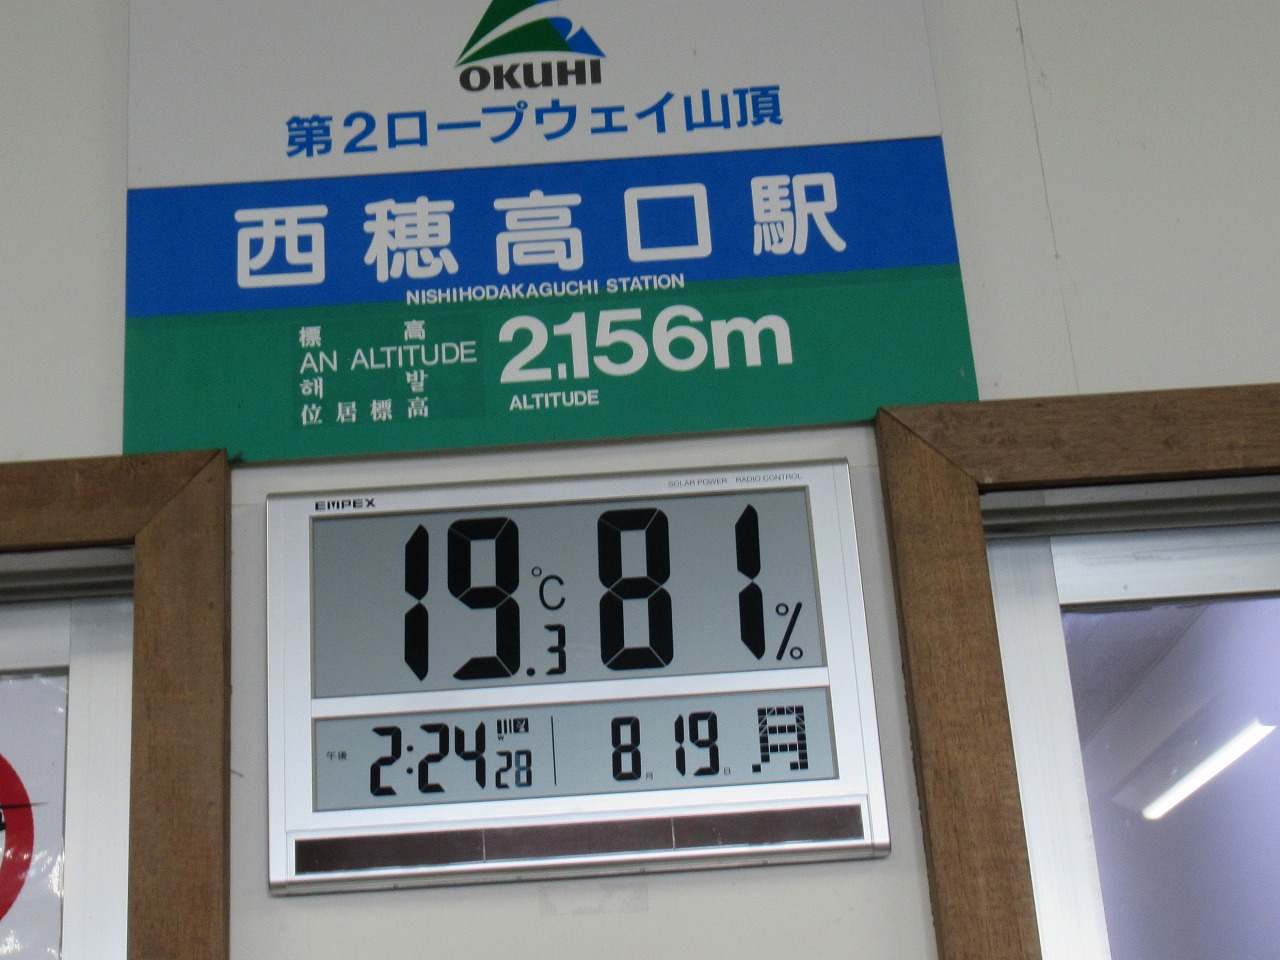 OKUHI
第2ロープウェイ山頂
西穂高口駅
NISHIHODAKAGUCHI STATION
標高
AN ALTITUDE
해발
位居標高
2.156m
ALTITUDE
EMPEX
SOLAR POWER RADIO CONTROL
19.3℃ 81%
午後 2:24 28
8月19日 月